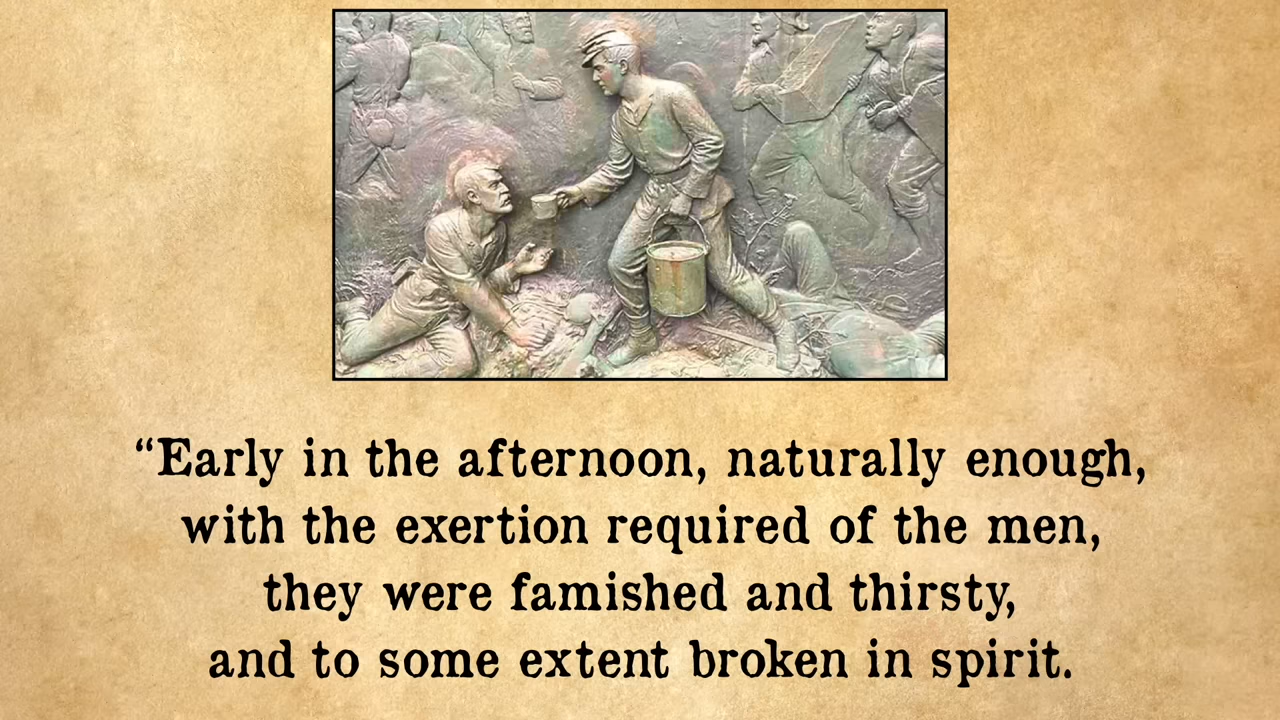 “Early in the afternoon, naturally enough,
with the exertion required of the men,
they were famished and thirsty,
and to some extent broken in spirit.